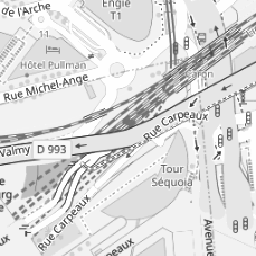 de l'Arche
Engie
T1
11
Hôtel Pullman
Rue Michel-Ange
Valmy
D 993
Rue Carpeaux
Tour
Séquoia
Rue Carpeaux
Avenue